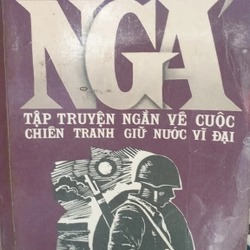 NGA
TẬP TRUYỆN NGẮN VỀ CUỘC
CHIẾN TRANH GIỮ NƯỚC VĨ ĐẠI